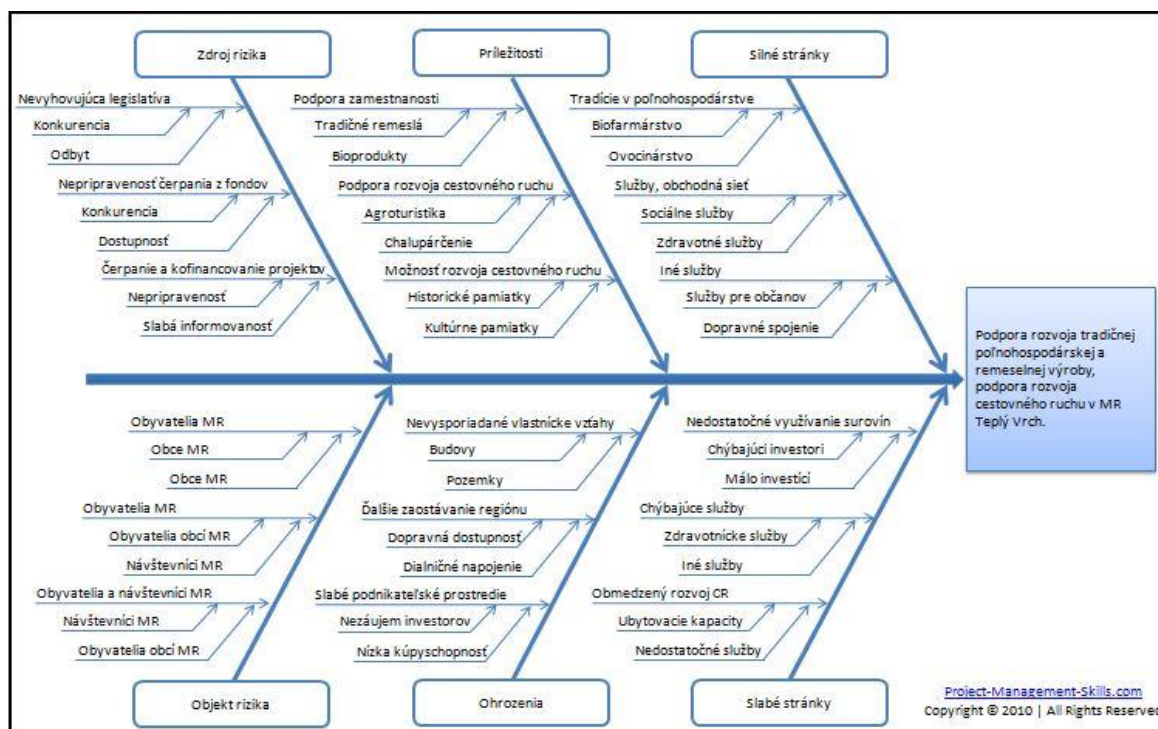 Zdroj rizika
Nevyhovujúca legislatíva
Konkurencia
Odbyt
Nepripravenosť čerpania z fondov
Konkurencia
Dostupnosť
Čerpanie a kofinancovanie projektov
Nepripravenosť
Slabá informovanosť
Príležitosti
Podpora zamestnanosti
Tradičné remeslá
Bioprodukty
Podpora rozvoja cestovného ruchu
Agroturistika
Chalupárčenie
Možnosť rozvoja cestovného ruchu
Historické pamiatky
Kultúrne pamiatky
Silné stránky
Tradície v poľnohospodárstve
Biofarmárstvo
Ovocinárstvo
Služby, obchodná sieť
Sociálne služby
Zdravotné služby
Iné služby
Služby pre občanov
Dopravné spojenie
Podpora rozvoja tradičnej
poľnohospodárskej a
remeselnej výroby,
podpora rozvoja
cestovného ruchu v MR
Teplý Vrch.
Obyvatelia MR
Obce MR
Obce MR
Obyvatelia MR
Obyvatelia obcí MR
Návštevníci MR
Obyvatelia a návštevníci MR
Návštevníci MR
Obyvatelia obcí MR
Objekt rizika
Nevysporiadané vlastnícke vzťahy
Budovy
Pozemky
Ďalšie zaostávanie regiónu
Dopravná dostupnosť
Dialničné napojenie
Slabé podnikateľské prostredie
Nezáujem investorov
Nízka kúpyschopnosť
Ohrozenia
Nedostatočné využívanie surovín
Chýbajúci investori
Málo investící
Chýbajúce služby
Zdravotnícke služby
Iné služby
Obmedzený rozvoj CR
Ubytovacie kapacity
Nedostatočné služby
Slabé stránky
Project-Management-Skills.com
Copyright © 2010 | All Rights Reserved